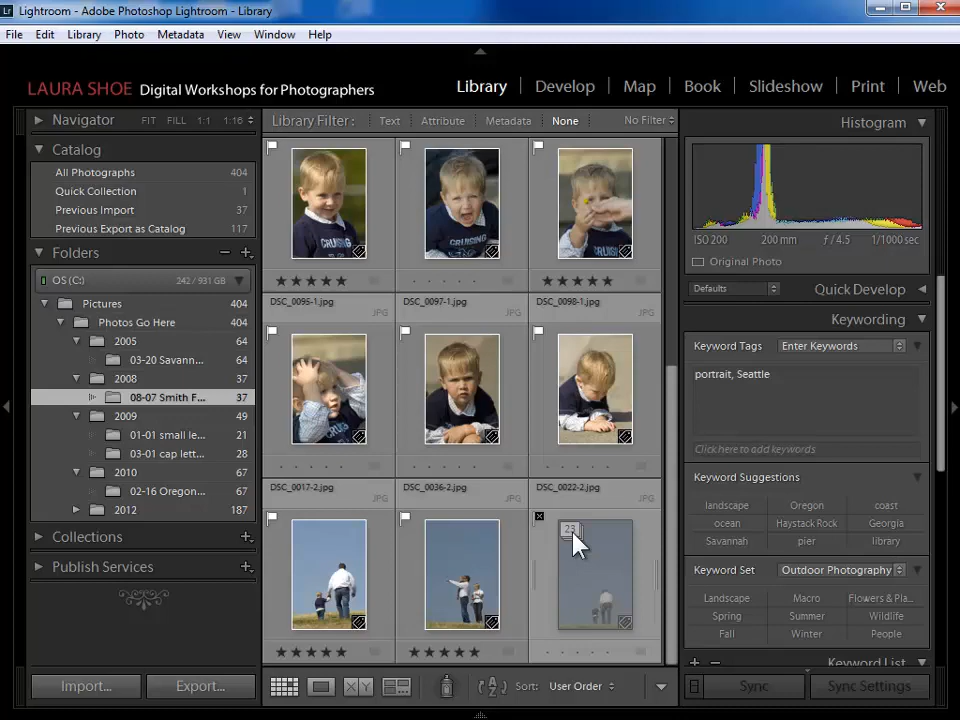 Lr Lightroom - Adobe Photoshop Lightroom - Library
File Edit Library Photo Metadata View Window Help
LAURA SHOE Digital Workshops for Photographers
Library | Develop | Map | Book | Slideshow | Print | Web
Navigator FIT FILL 1:1 1:16
Catalog
All Photographs 404
Quick Collection 1
Previous Import 37
Previous Export as Catalog 117
Folders
OS (C:) 242 / 931 GB
Pictures 404
Photos Go Here 404
2005 64
03-20 Savann... 64
2008 37
08-07 Smith F... 37
2009 49
01-01 small le... 21
03-01 cap lett... 28
2010 67
02-16 Oregon... 67
2012 187
Collections
Publish Services
Import... Export...
Library Filter : Text Attribute Metadata None No Filter
DSC_0095-1.jpg DSC_0097-1.jpg DSC_0098-1.jpg
JPG JPG JPG
DSC_0017-2.jpg DSC_0036-2.jpg DSC_0022-2.jpg
JPG JPG JPG
23
XY
Sort: User Order
Histogram
ISO 200 200 mm ƒ / 4.5 1/1000 sec
Original Photo
Defaults Quick Develop
Keywording
Keyword Tags Enter Keywords
portrait, Seattle
Click here to add keywords
Keyword Suggestions
landscape Oregon coast
ocean Haystack Rock Georgia
Savannah pier library
Keyword Set Outdoor Photography
Landscape Macro Flowers & Pla...
Spring Summer Wildlife
Fall Winter People
Keyword List
Sync Sync Settings